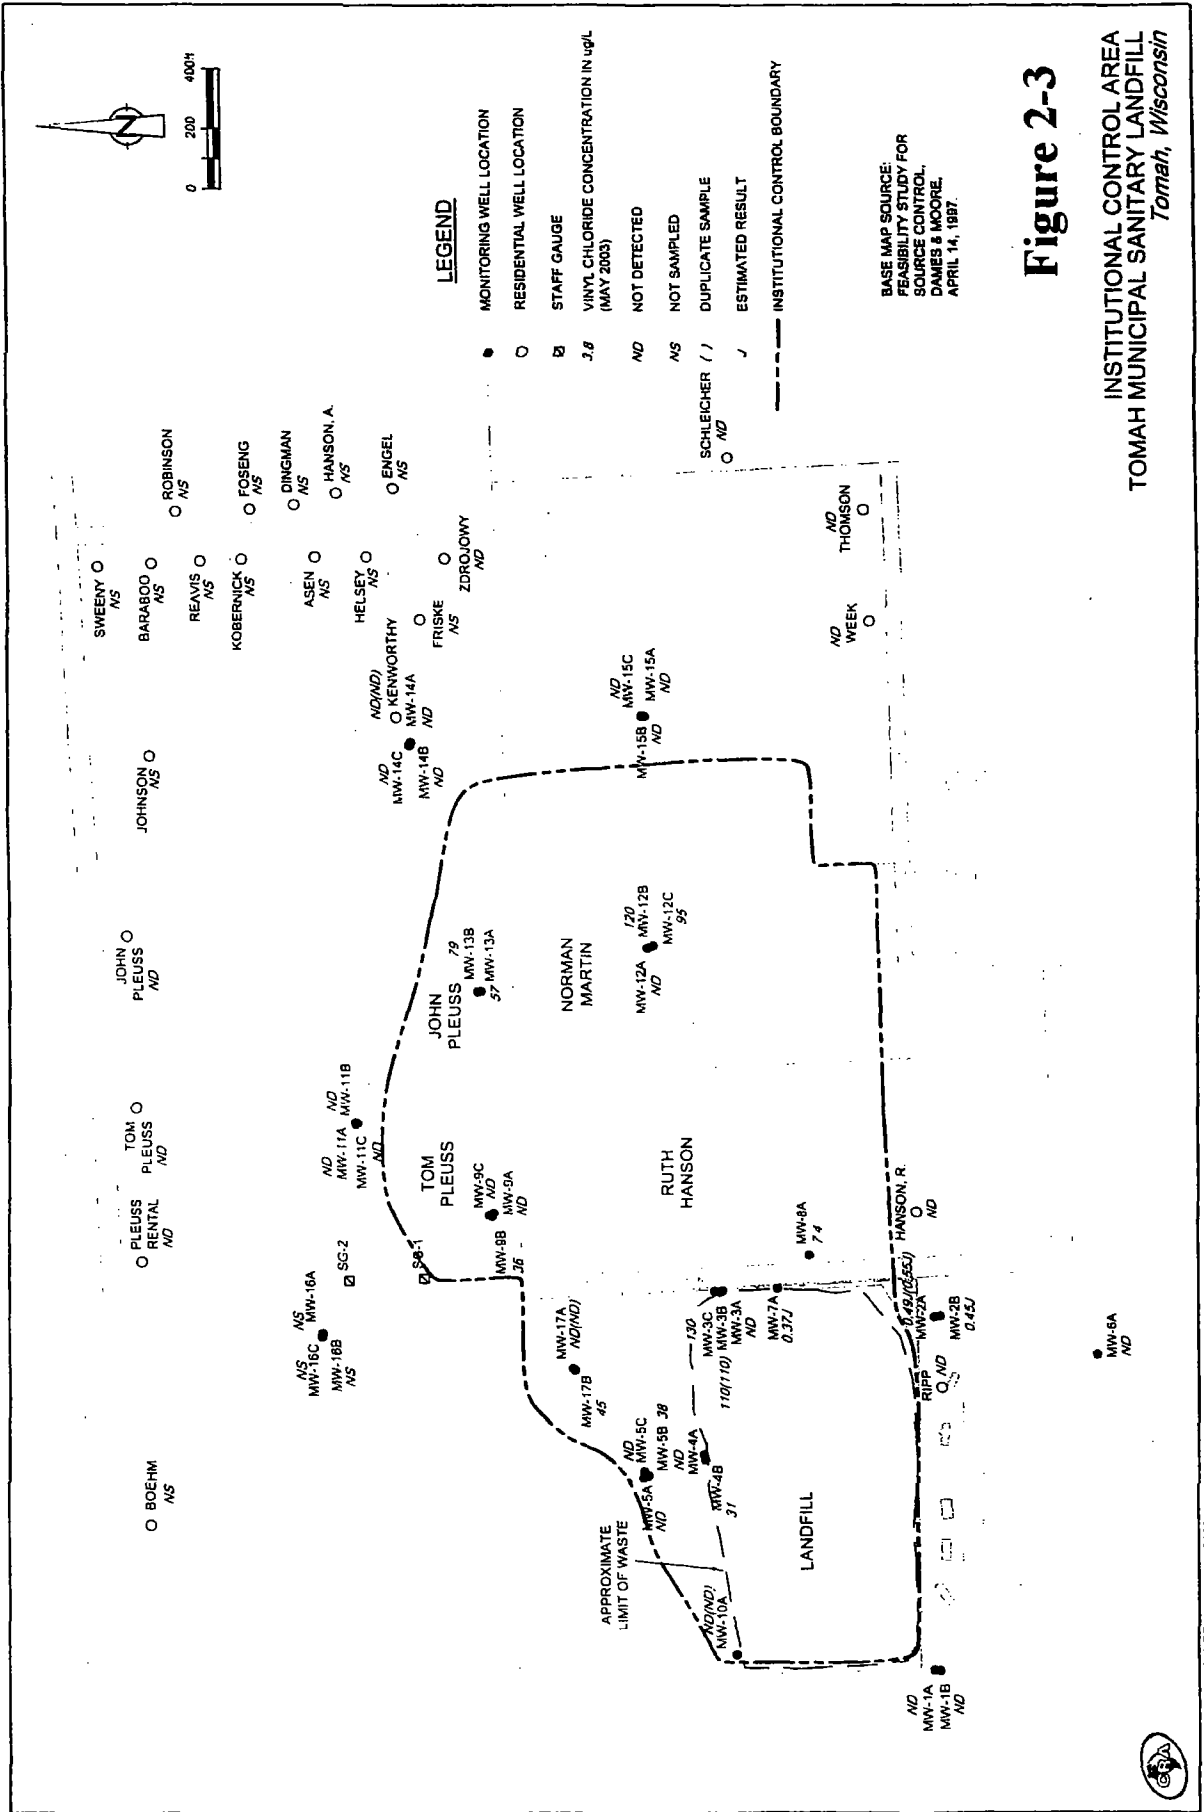 0 200 400ft
N
LEGEND
MONITORING WELL LOCATION
RESIDENTIAL WELL LOCATION
STAFF GAUGE
3.8 VINYL CHLORIDE CONCENTRATION IN ug/L
(MAY 2003)
ND NOT DETECTED
NS NOT SAMPLED
( ) DUPLICATE SAMPLE
J ESTIMATED RESULT
INSTITUTIONAL CONTROL BOUNDARY
BASE MAP SOURCE:
FEASIBILITY STUDY FOR
SOURCE CONTROL,
DAMES & MOORE,
APRIL 14, 1997.
Figure 2-3
INSTITUTIONAL CONTROL AREA
TOMAH MUNICIPAL SANITARY LANDFILL
Tomah, Wisconsin
BOEHM
NS
PLEUSS
RENTAL
ND
TOM
PLEUSS
ND
JOHN
PLEUSS
ND
JOHNSON
NS
SWEENY
NS
BARABOO
NS
REAVIS
NS
KOBERNICK
NS
ASEN
NS
HELSEY
NS
ROBINSON
NS
FOSENG
NS
DINGMAN
NS
HANSON, A.
NS
ENGEL
NS
ZDROJOWY
ND
FRISKE
NS
ND(ND)
KENWORTHY
MW-14A
ND
ND
MW-14C
MW-14B
ND
SCHLEICHER
ND
ND
THOMSON
ND
WEEK
ND
MW-15C
MW-15A
ND
MW-15B
ND
NS
MW-16A
NS
MW-16C
MW-16B
NS
SG-2
SG-1
ND
MW-11A
ND
MW-11B
MW-11C
ND
TOM
PLEUSS
MW-9C
ND
MW-9A
ND
MW-9B
36
JOHN
PLEUSS
79
MW-13B
MW-13A
57
NORMAN
MARTIN
120
MW-12B
MW-12C
95
MW-12A
ND
RUTH
HANSON
MW-17A
ND(ND)
MW-17B
45
ND
MW-5C
MW-5B 38
MW-5A
ND
ND
MW-4A
MW-4B
31
130
MW-3C
MW-3B
110(110)
MW-3A
ND
MW-7A
0.37J
MW-8A
7.4
APPROXIMATE
LIMIT OF WASTE
LANDFILL
ND(ND)
MW-10A
ND
MW-1A
MW-1B
ND
RIPP
ND
0.49J(0.55J)
MW-2A
MW-2B
0.45J
HANSON, R.
ND
MW-6A
ND
CRA